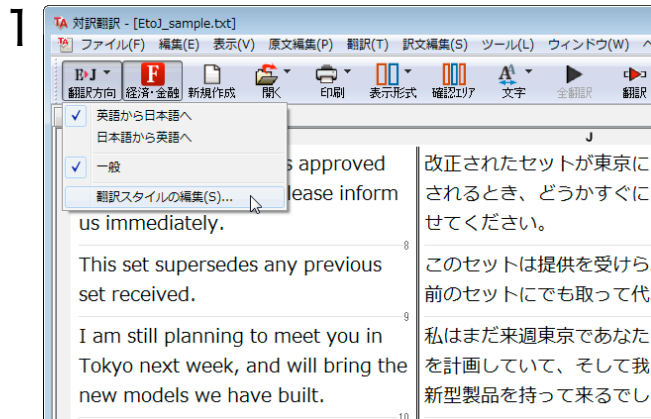 1
対訳翻訳 - [EtoJ_sample.txt]
ファイル(F) 編集(E) 表示(V) 原文編集(P) 翻訳(T) 訳文編集(S) ツール(L) ウィンドウ(W)
E›J
翻訳方向 経済・金融 新規作成 開く 印刷 表示形式 確認エリア 文字 全翻訳 翻訳
英語から日本語へ
日本語から英語へ
一般
翻訳スタイルの編集(S)...
J
s approved
lease inform
us immediately.
改正されたセットが東京に
されるとき、どうかすぐに
せてください。
8
This set supersedes any previous
set received.
このセットは提供を受けら
前のセットにでも取って代
9
I am still planning to meet you in
Tokyo next week, and will bring the
new models we have built.
私はまだ来週東京であなた
を計画していて、そして我
新型製品を持って来るでし
10